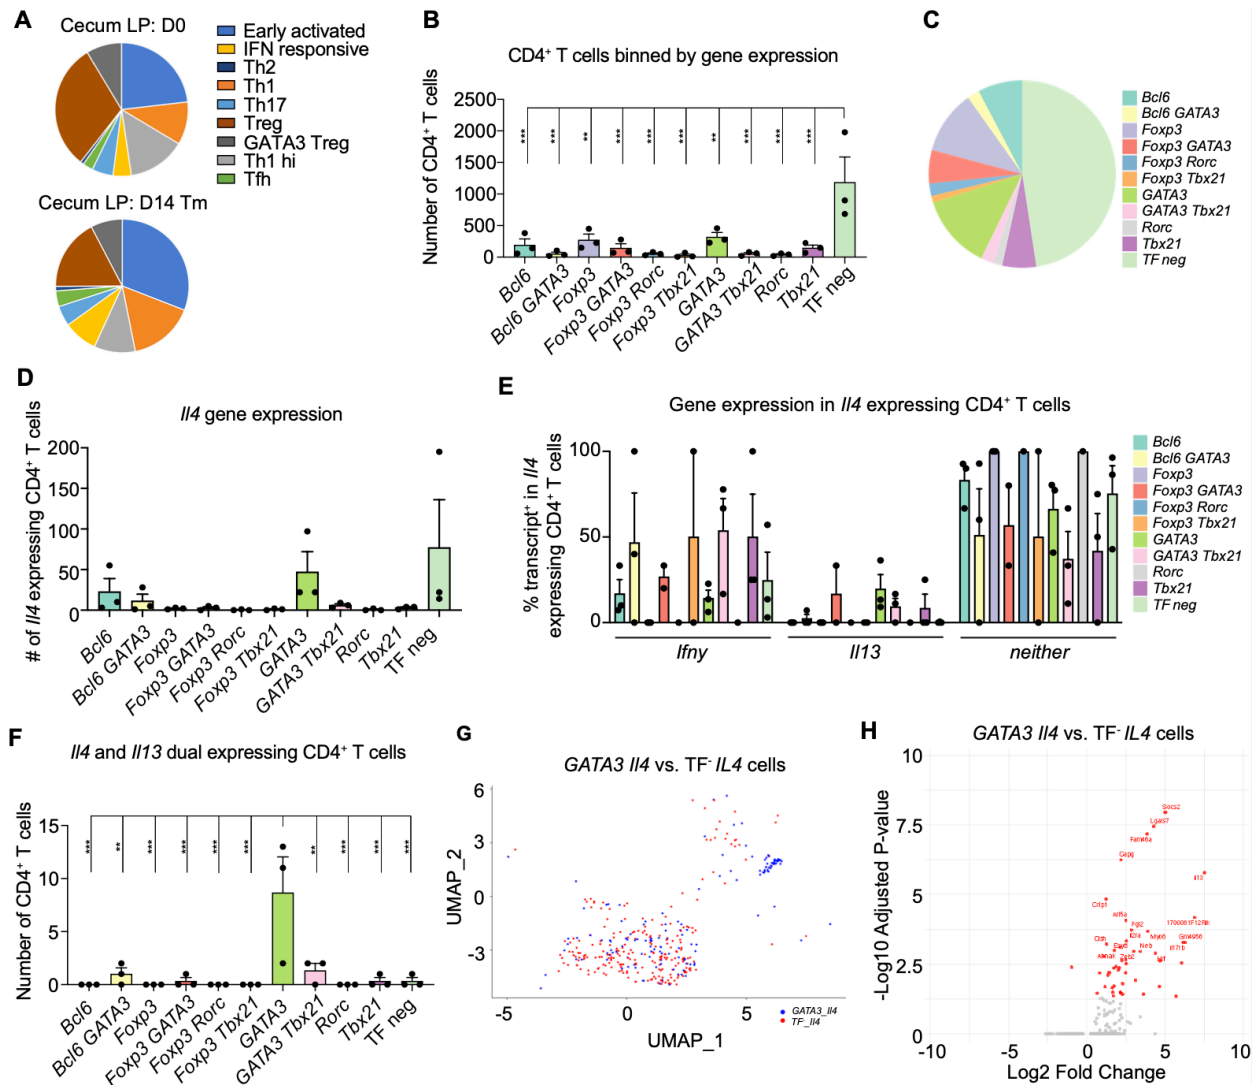 A
Cecum LP: D0
Early activated
IFN responsive
Th2
Th1
Th17
Treg
GATA3 Treg
Th1 hi
Tfh
Cecum LP: D14 Tm
B
CD4+ T cells binned by gene expression
Number of CD4+ T cells
2500
2000
1500
1000
500
0
*** *** ** *** *** *** ** *** *** ***
Bcl6
Bcl6 GATA3
Foxp3
Foxp3 GATA3
Foxp3 Rorc
Foxp3 Tbx21
GATA3
GATA3 Tbx21
Rorc
Tbx21
TF neg
C
Bcl6
Bcl6 GATA3
Foxp3
Foxp3 GATA3
Foxp3 Rorc
Foxp3 Tbx21
GATA3
GATA3 Tbx21
Rorc
Tbx21
TF neg
D
Il4 gene expression
# of Il4 expressing CD4+ T cells
200
150
100
50
0
Bcl6
Bcl6 GATA3
Foxp3
Foxp3 GATA3
Foxp3 Rorc
Foxp3 Tbx21
GATA3
GATA3 Tbx21
Rorc
Tbx21
TF neg
E
Gene expression in Il4 expressing CD4+ T cells
% transcript+ in Il4
expressing CD4+ T cells
100
50
0
Ifny
Il13
neither
Bcl6
Bcl6 GATA3
Foxp3
Foxp3 GATA3
Foxp3 Rorc
Foxp3 Tbx21
GATA3
GATA3 Tbx21
Rorc
Tbx21
TF neg
F
Il4 and Il13 dual expressing CD4+ T cells
Number of CD4+ T cells
15
10
5
0
*** ** *** *** *** *** ** *** *** ***
Bcl6
Bcl6 GATA3
Foxp3
Foxp3 GATA3
Foxp3 Rorc
Foxp3 Tbx21
GATA3
GATA3 Tbx21
Rorc
Tbx21
TF neg
G
GATA3 Il4 vs. TF- IL4 cells
UMAP_2
6
3
0
-3
-5
0
5
UMAP_1
GATA3_Il4
TF_Il4
H
GATA3 Il4 vs. TF- IL4 cells
-Log10 Adjusted P-value
10
7.5
5
2.5
0
Socs2
Lgals7
Fam46a
Gapg
Il13
Crip1
Fgl2
Neb
Il17rb
-10
-5
0
5
10
Log2 Fold Change